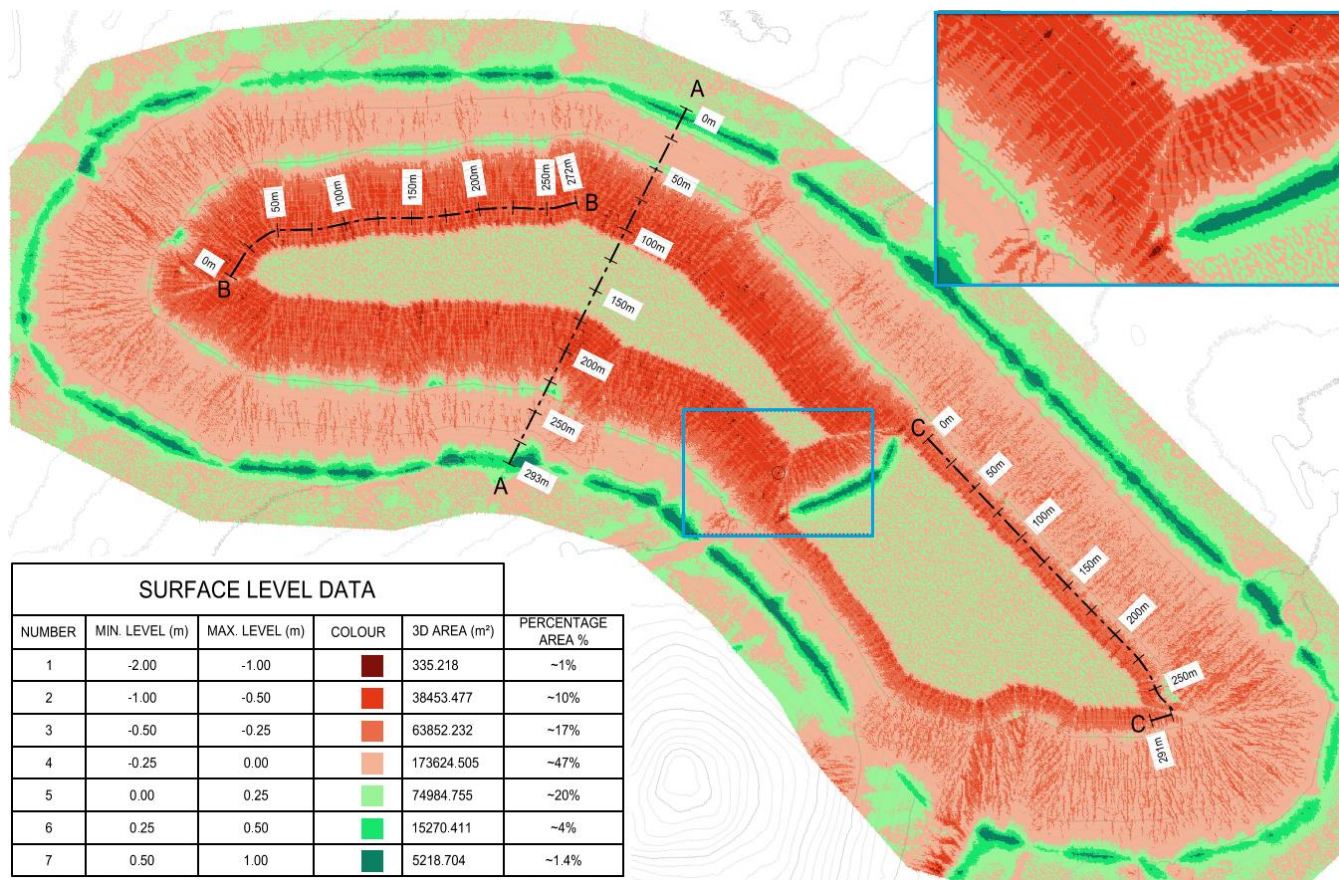 A
0m
50m
100m
150m
200m
250m
293m
A
B
0m
50m
100m
150m
200m
250m
272m
B
C
0m
50m
100m
150m
200m
250m
291m
C
SURFACE LEVEL DATA
NUMBER MIN. LEVEL (m) MAX. LEVEL (m) COLOUR 3D AREA (m²) PERCENTAGE AREA %
1 -2.00 -1.00 335.218 ~1%
2 -1.00 -0.50 38453.477 ~10%
3 -0.50 -0.25 63852.232 ~17%
4 -0.25 0.00 173624.505 ~47%
5 0.00 0.25 74984.755 ~20%
6 0.25 0.50 15270.411 ~4%
7 0.50 1.00 5218.704 ~1.4%